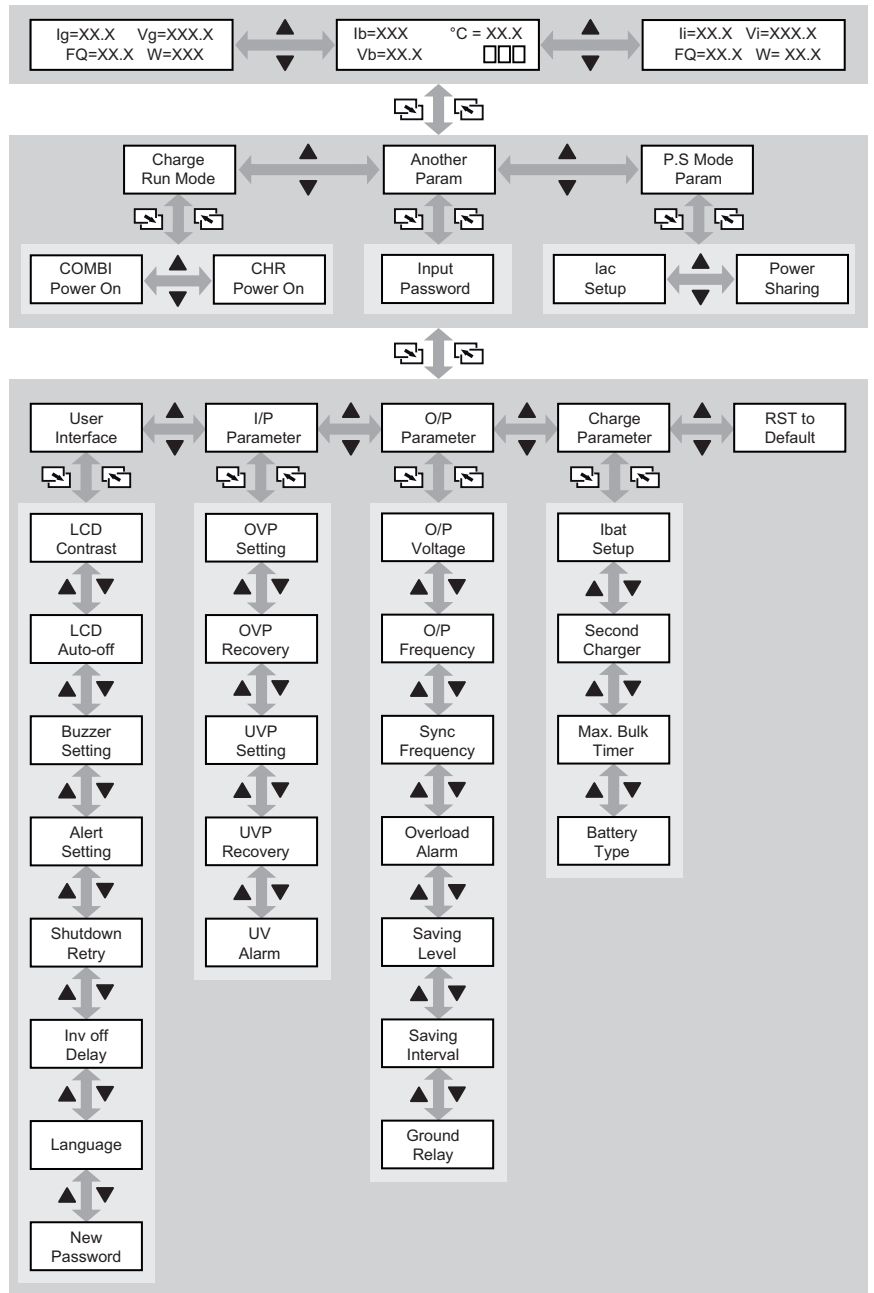 Ig=XX.X Vg=XXX.X
FQ=XX.X W=XXX
Ib=XXX °C = XX.X
Vb=XX.X
Ii=XX.X Vi=XXX.X
FQ=XX.X W= XX.X
Charge
Run Mode
Another
Param
P.S Mode
Param
COMBI
Power On
CHR
Power On
Input
Password
Iac
Setup
Power
Sharing
User
Interface
I/P
Parameter
O/P
Parameter
Charge
Parameter
RST to
Default
LCD
Contrast
LCD
Auto-off
Buzzer
Setting
Alert
Setting
Shutdown
Retry
Inv off
Delay
Language
New
Password
OVP
Setting
OVP
Recovery
UVP
Setting
UVP
Recovery
UV
Alarm
O/P
Voltage
O/P
Frequency
Sync
Frequency
Overload
Alarm
Saving
Level
Saving
Interval
Ground
Relay
Ibat
Setup
Second
Charger
Max. Bulk
Timer
Battery
Type